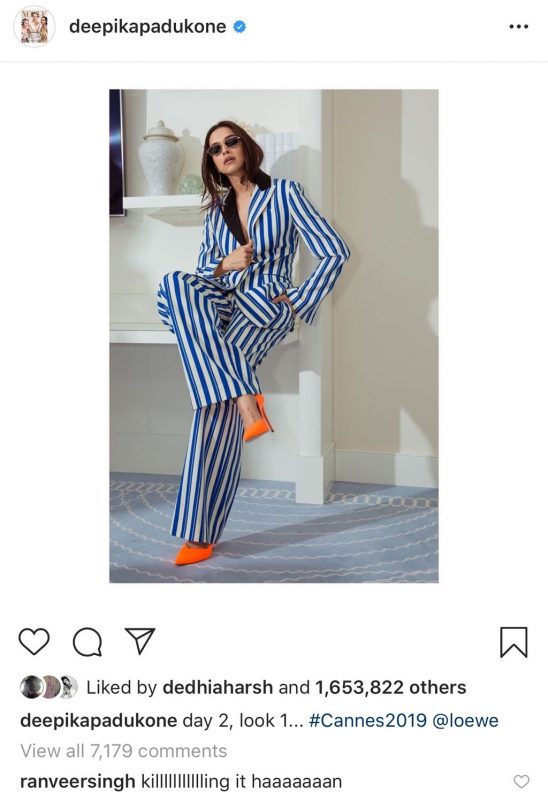 deepikapadukone
Liked by dedhiaharsh and 1,653,822 others
deepikapadukone day 2, look 1... #Cannes2019 @loewe
View all 7,179 comments
ranveersingh killlllllllllling it haaaaaaan